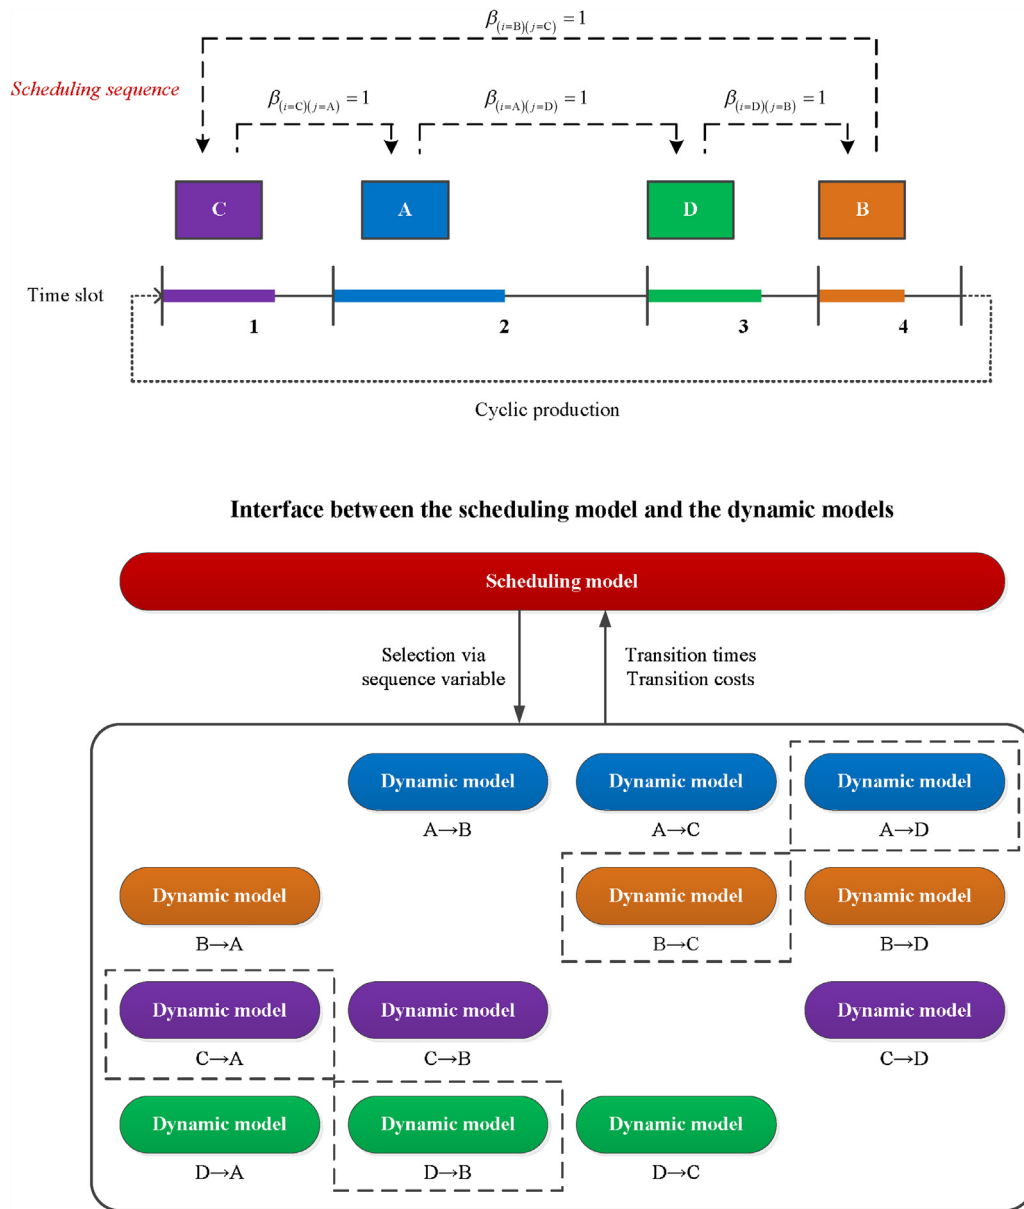 β(i=B)(j=C) = 1
Scheduling sequence
β(i=C)(j=A) = 1
β(i=A)(j=D) = 1
β(i=D)(j=B) = 1
C
A
D
B
Time slot
1
2
3
4
Cyclic production
Interface between the scheduling model and the dynamic models
Scheduling model
Selection via
sequence variable
Transition times
Transition costs
Dynamic model
A→B
Dynamic model
A→C
Dynamic model
A→D
Dynamic model
B→A
Dynamic model
B→C
Dynamic model
B→D
Dynamic model
C→A
Dynamic model
C→B
Dynamic model
C→D
Dynamic model
D→A
Dynamic model
D→B
Dynamic model
D→C